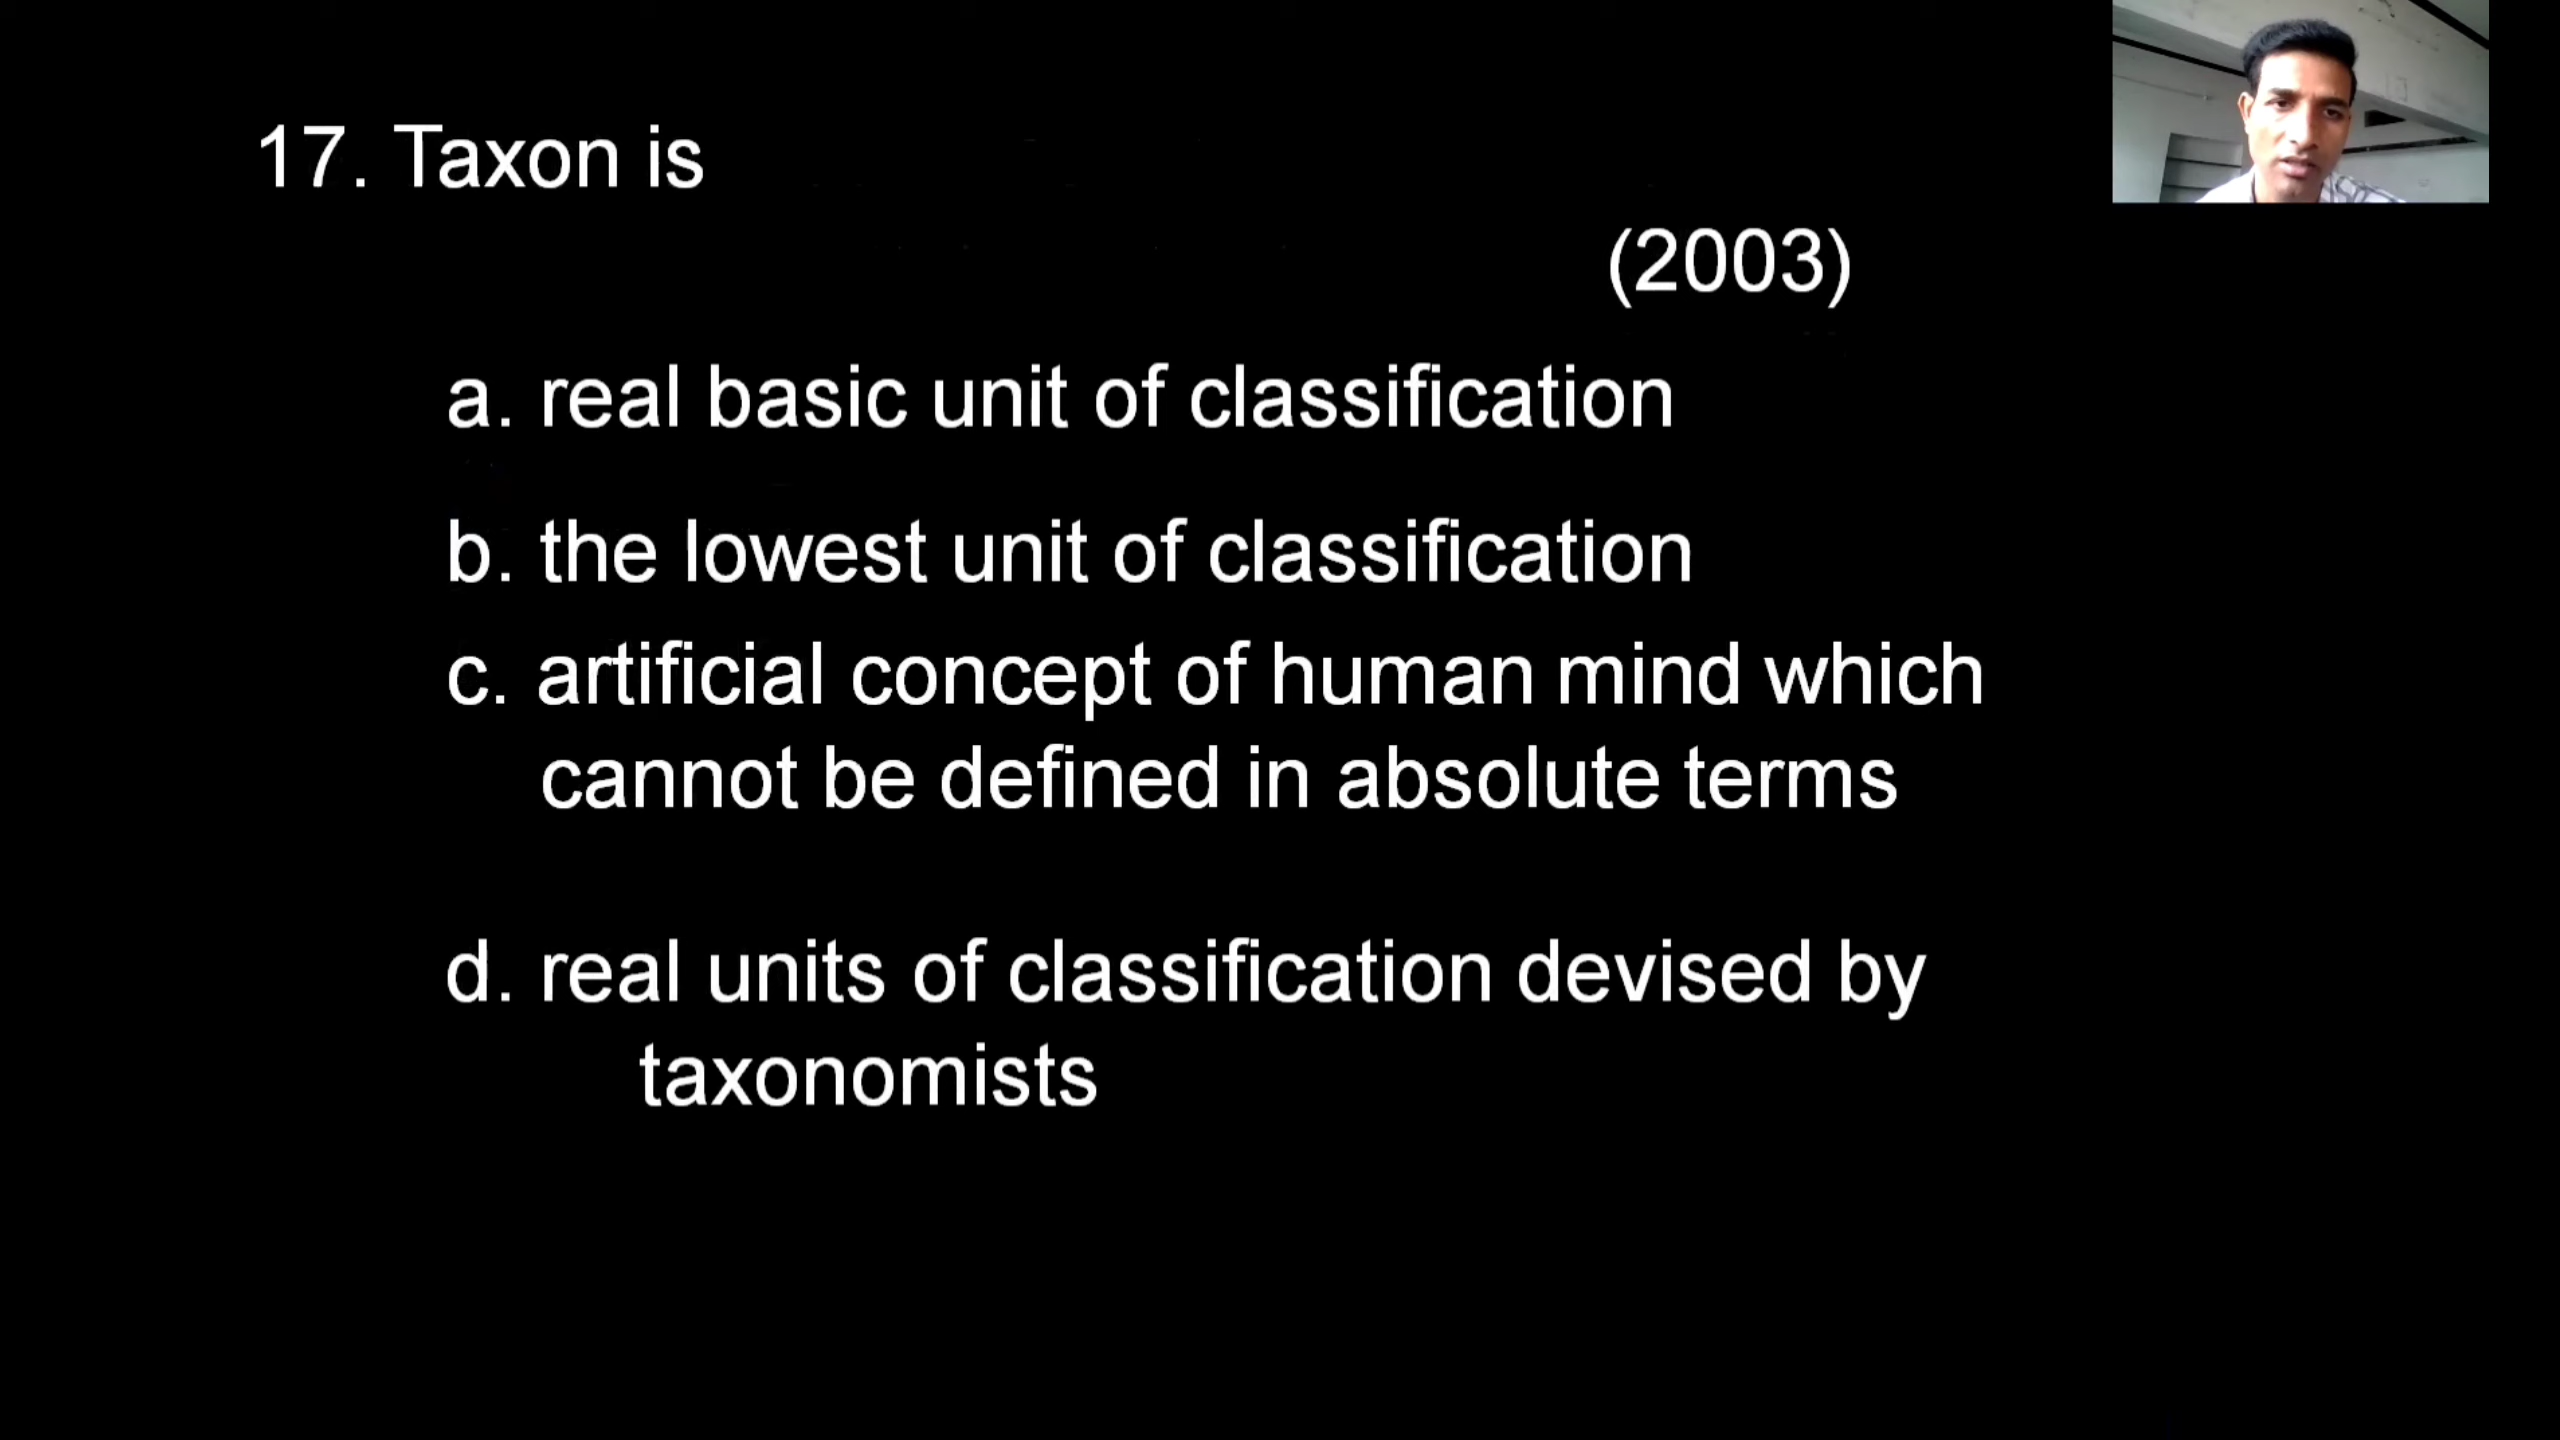 17. Taxon is
(2003)
a. real basic unit of classification
b. the lowest unit of classification
c. artificial concept of human mind which
cannot be defined in absolute terms
d. real units of classification devised by
taxonomists